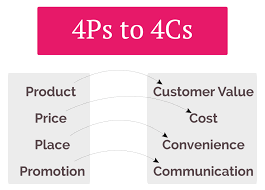 4Ps to 4Cs
Product Customer Value
Price Cost
Place Convenience
Promotion Communication